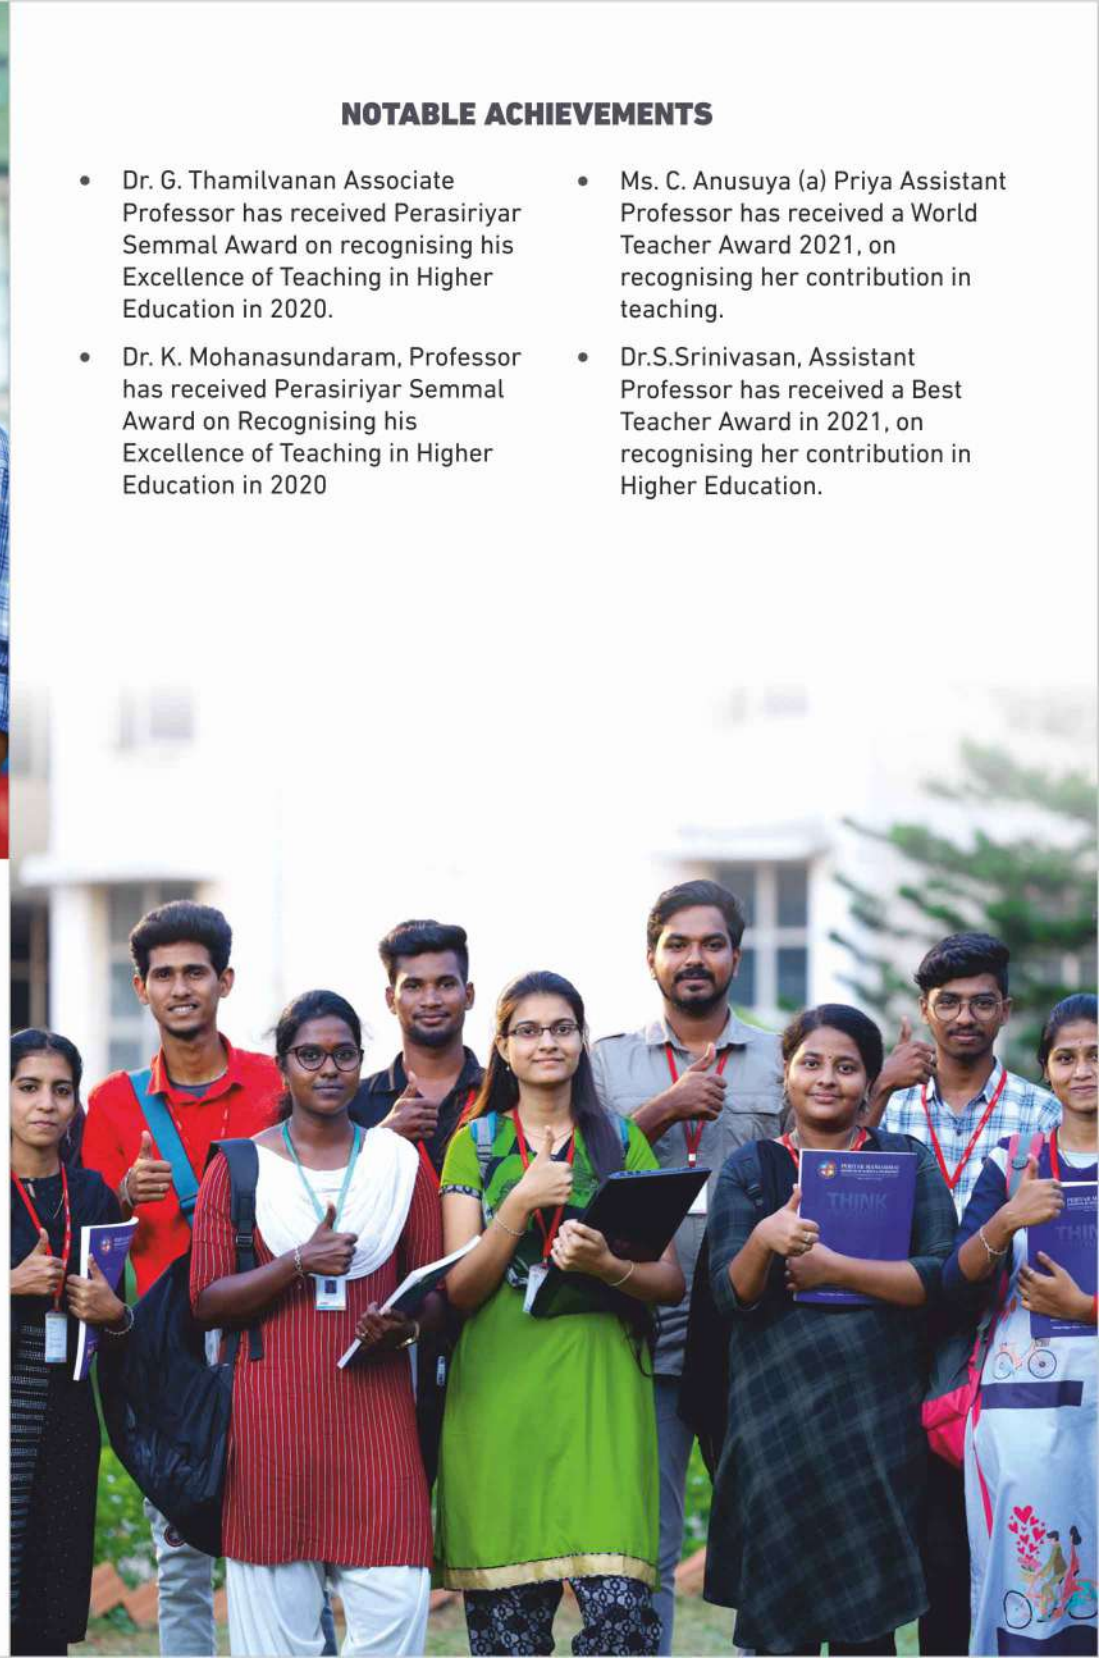 NOTABLE ACHIEVEMENTS
Dr. G. Thamilvanan Associate
Professor has received Perasiriyar
Semmal Award on recognising his
Excellence of Teaching in Higher
Education in 2020.
Dr. K. Mohanasundaram, Professor
has received Perasiriyar Semmal
Award on Recognising his
Excellence of Teaching in Higher
Education in 2020
Ms. C. Anusuya (a) Priya Assistant
Professor has received a World
Teacher Award 2021, on
recognising her contribution in
teaching.
Dr.S.Srinivasan, Assistant
Professor has received a Best
Teacher Award in 2021, on
recognising her contribution in
Higher Education.
PERIYAR MANIAMMAI
THINK